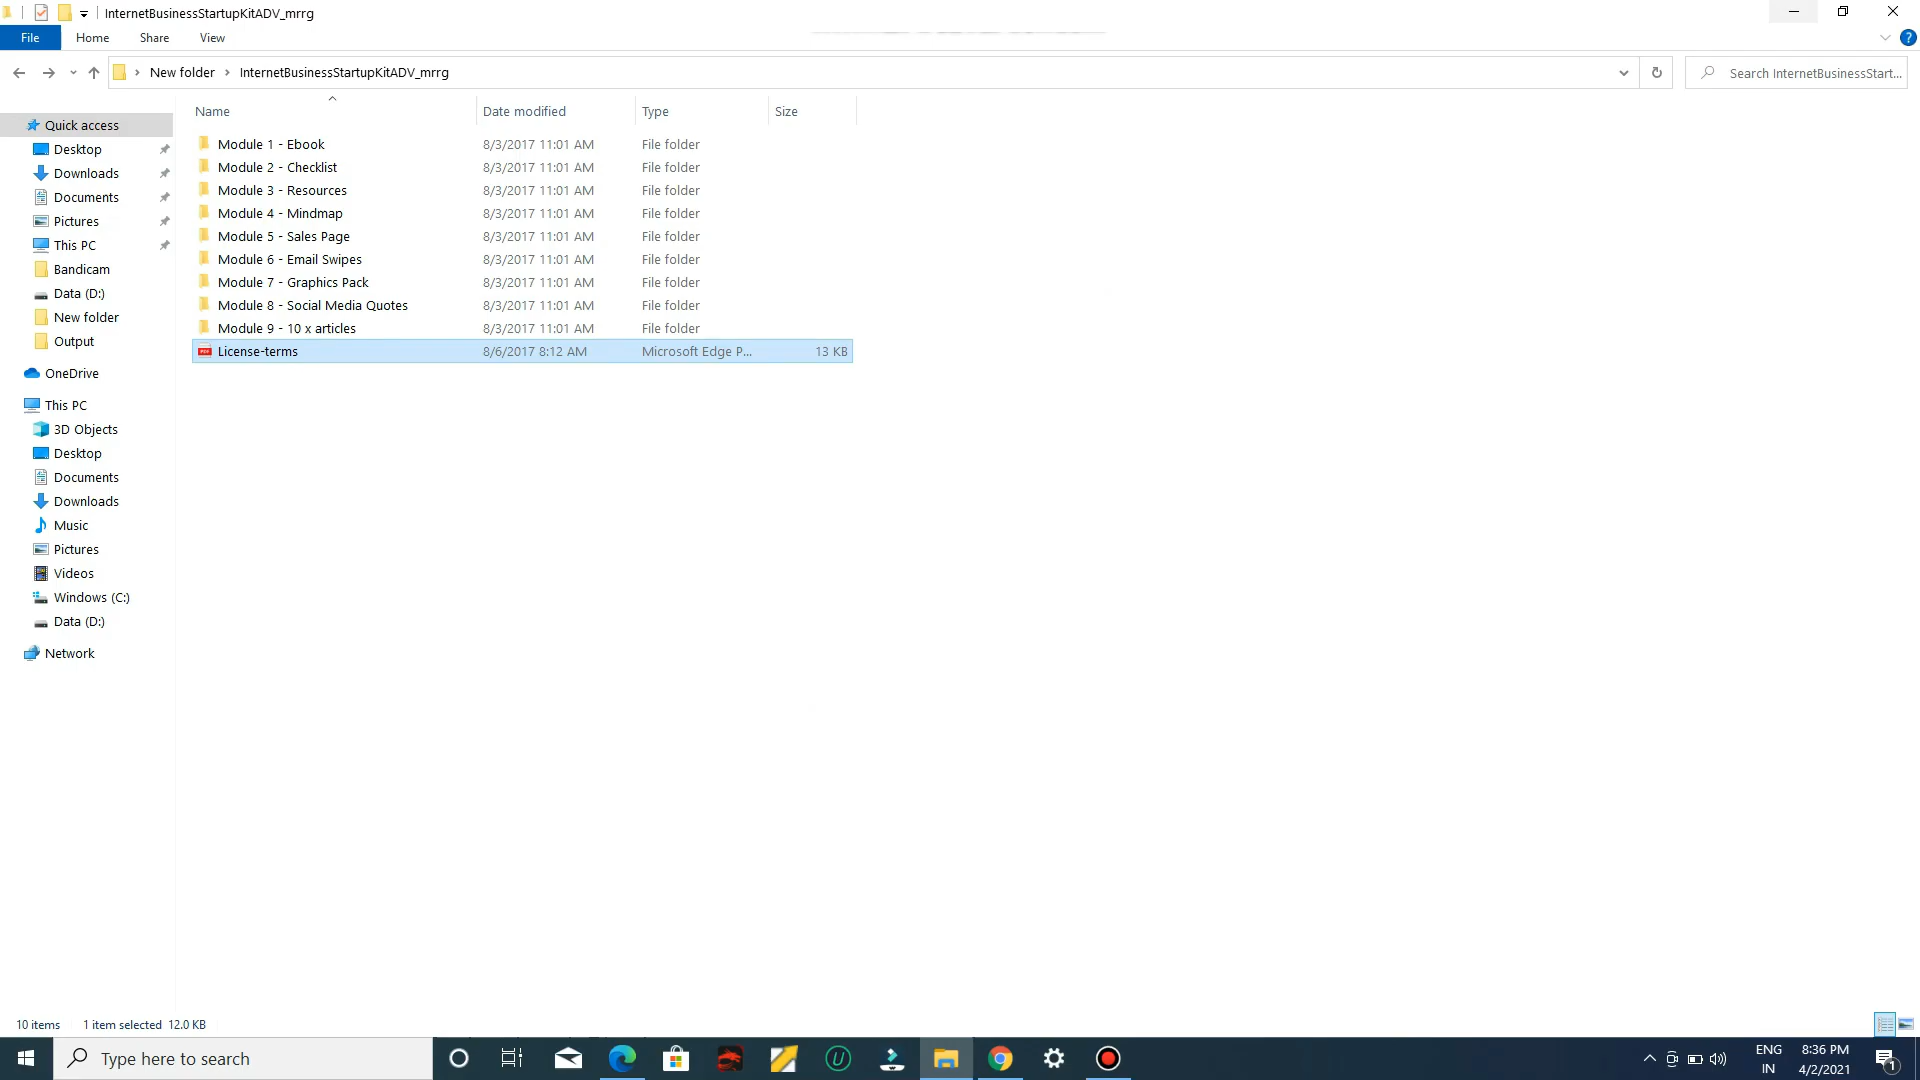 InternetBusinessStartupKitADV_mrrg
File Home Share View
New folder InternetBusinessStartupKitADV_mrrg
Search InternetBusinessStart...
Name Date modified Type Size
Quick access
Desktop
Downloads
Documents
Pictures
This PC
Bandicam
Data (D:)
New folder
Output
OneDrive
This PC
3D Objects
Desktop
Documents
Downloads
Music
Pictures
Videos
Windows (C:)
Data (D:)
Network
Module 1 - Ebook 8/3/2017 11:01 AM File folder
Module 2 - Checklist 8/3/2017 11:01 AM File folder
Module 3 - Resources 8/3/2017 11:01 AM File folder
Module 4 - Mindmap 8/3/2017 11:01 AM File folder
Module 5 - Sales Page 8/3/2017 11:01 AM File folder
Module 6 - Email Swipes 8/3/2017 11:01 AM File folder
Module 7 - Graphics Pack 8/3/2017 11:01 AM File folder
Module 8 - Social Media Quotes 8/3/2017 11:01 AM File folder
Module 9 - 10 x articles 8/3/2017 11:01 AM File folder
License-terms 8/6/2017 8:12 AM Microsoft Edge P... 13 KB
10 items 1 item selected 12.0 KB
Type here to search
ENG
IN
8:36 PM
4/2/2021
1